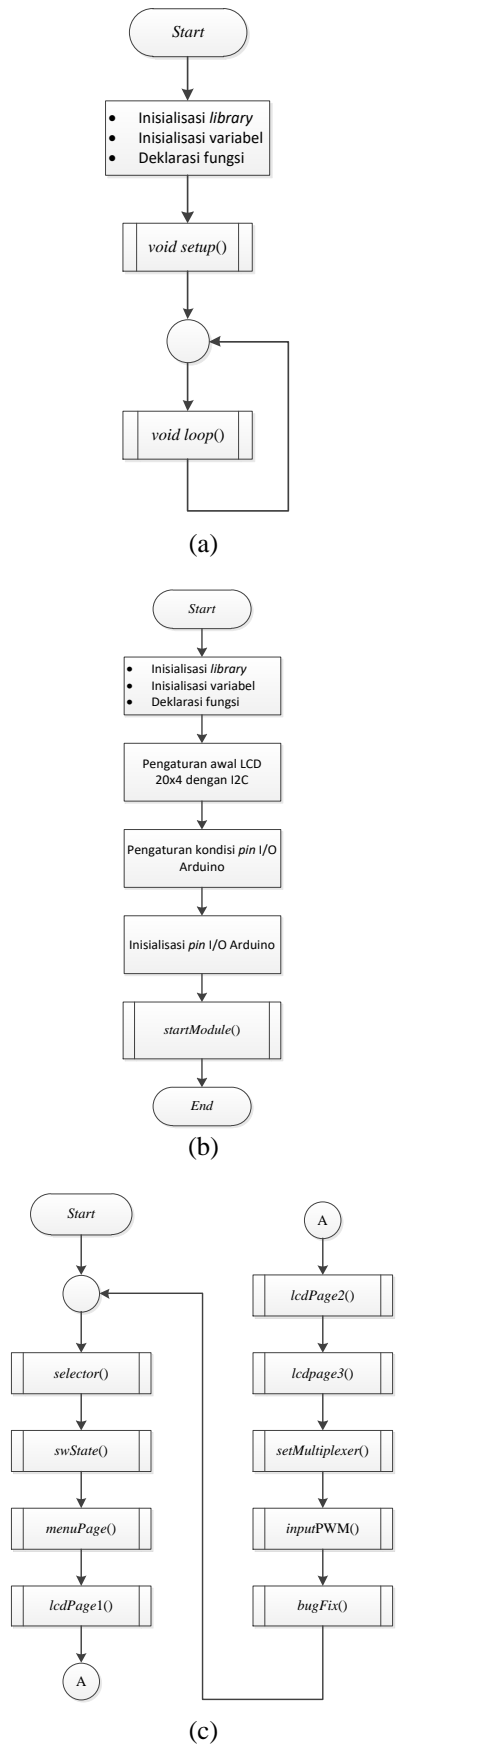 Start
• Inisialisasi library
• Inisialisasi variabel
• Deklarasi fungsi
void setup()
void loop()
(a)
Start
• Inisialisasi library
• Inisialisasi variabel
• Deklarasi fungsi
Pengaturan awal LCD
20x4 dengan I2C
Pengaturan kondisi pin I/O
Arduino
Inisialisasi pin I/O Arduino
startModule()
End
(b)
Start
selector()
swState()
menuPage()
lcdPage1()
A
A
lcdPage2()
lcdpage3()
setMultiplexer()
inputPWM()
bugFix()
(c)